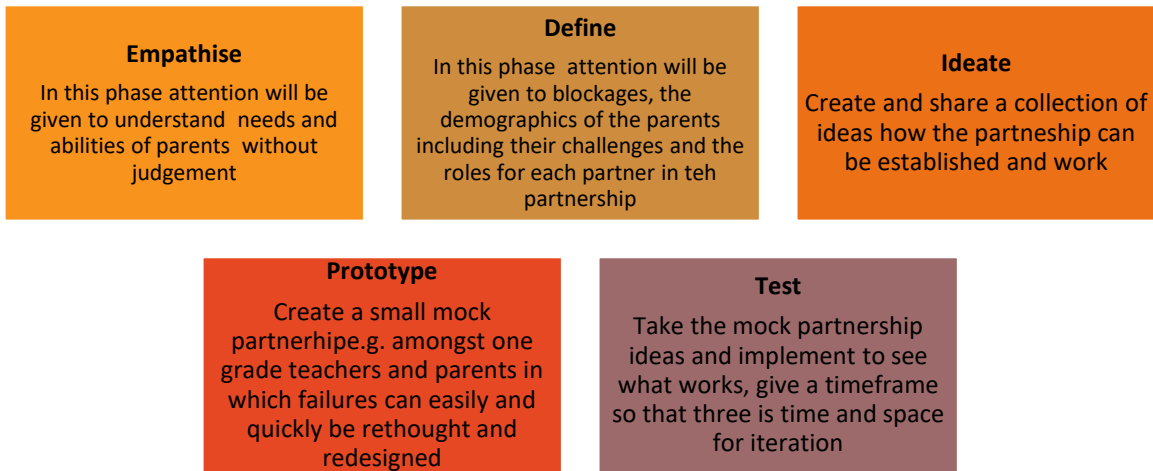 Empathise
In this phase attention will be
given to understand needs and
abilities of parents without
judgement
Define
In this phase attention will be
given to blockages, the
demographics of the parents
including their challenges and the
roles for each partner in teh
partnership
Ideate
Create and share a collection of
ideas how the partneship can
be established and work
Prototype
Create a small mock
partnerhipe.g. amongst one
grade teachers and parents in
which failures can easily and
quickly be rethought and
redesigned
Test
Take the mock partnership
ideas and implement to see
what works, give a timeframe
so that three is time and space
for iteration